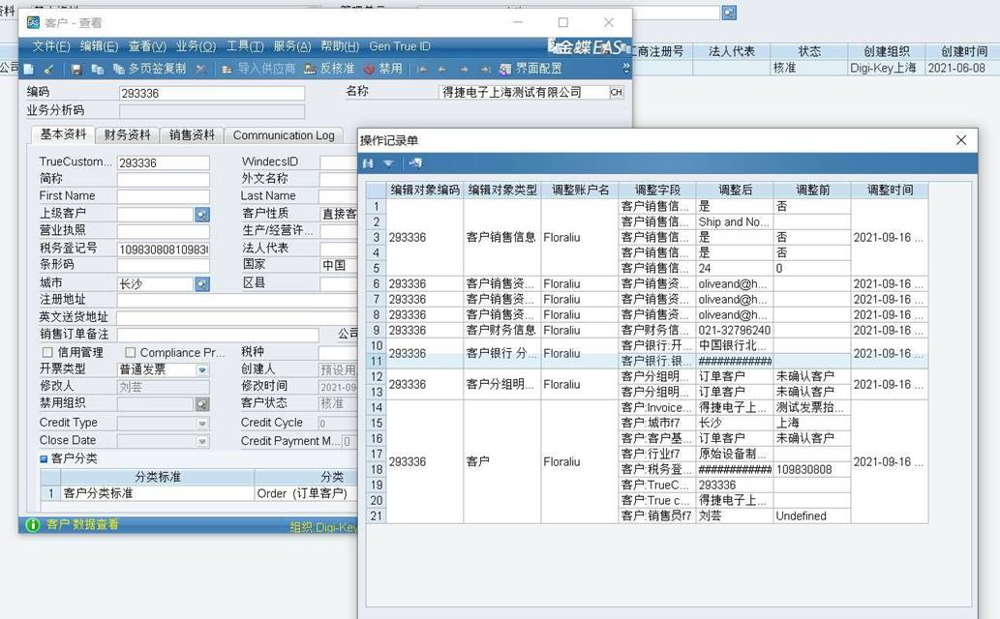 客户 - 查看
文件(F) 编辑(E) 查看(V) 业务(O) 工具(T) 服务(A) 帮助(H) Gen True ID
金蝶EAS
多页签复制 导入供应商 反核准 禁用 界面配置
商注册号 法人代表 状态 创建组织 创建时间
公司 核准 Digi-Key上海 2021-06-08
编码 293336 名称 得捷电子上海测试有限公司 CH
业务分析码
基本资料 财务资料 销售资料 Communication Log
TrueCustom... 293336 WindecsID
简称 外文名称
First Name Last Name
上级客户 客户性质 直接客
营业执照 生产/经营许...
税务登记号 法人代表
条形码 国家 中国
城市 长沙 区县
注册地址
英文送货地址
销售订单备注 公司
信用管理 Compliance Pr... 税种
开票类型 普通发票 创建人 预设用
修改人 刘芸 修改时间 2021-09
禁用组织 客户状态 核准
Credit Type Credit Cycle 0
Close Date Credit Payment M... 0
客户分类
分类标准 分类
1 客户分类标准 Order (订单客户)
客户 数据查看 组织:Digi-Key
操作记录单
编辑对象编码 编辑对象类型 调整账户名 调整字段 调整后 调整前 调整时间
1 客户销售信... 是 否
2 客户销售信... Ship and No...
3 293336 客户销售信息 Floraliu 客户销售信... 是 否 2021-09-16 ...
4 客户销售信... 是 否
5 客户销售信... 24 0
6 293336 客户销售资... Floraliu 客户销售资... oliveand@h... 2021-09-16 ...
7 293336 客户销售资... Floraliu 客户销售资... oliveand@h... 2021-09-16 ...
8 293336 客户销售资... Floraliu 客户销售资... oliveand@h... 2021-09-16 ...
9 293336 客户财务信息 Floraliu 客户财务信... 021-32796240 2021-09-16 ...
10 客户银行:开... 中国银行北...
293336 客户银行 分... Floraliu 2021-09-16 ...
11 客户银行:银... ############
12 客户分组明... 订单客户 未确认客户
293336 客户分组明... Floraliu 2021-09-16 ...
13 客户分组明... 订单客户 未确认客户
14 客户:Invoice... 得捷电子上... 测试发票抬...
15 客户:城市f7 长沙 上海
16 客户:客户基... 订单客户 未确认客户
17 客户:行业f7 原始设备制...
293336 客户 Floraliu 2021-09-16 ...
18 客户:税务登... ############ 109830808
19 客户:TrueC... 293336
20 客户:True c... 得捷电子上...
21 客户:销售员f7 刘芸 Undefined